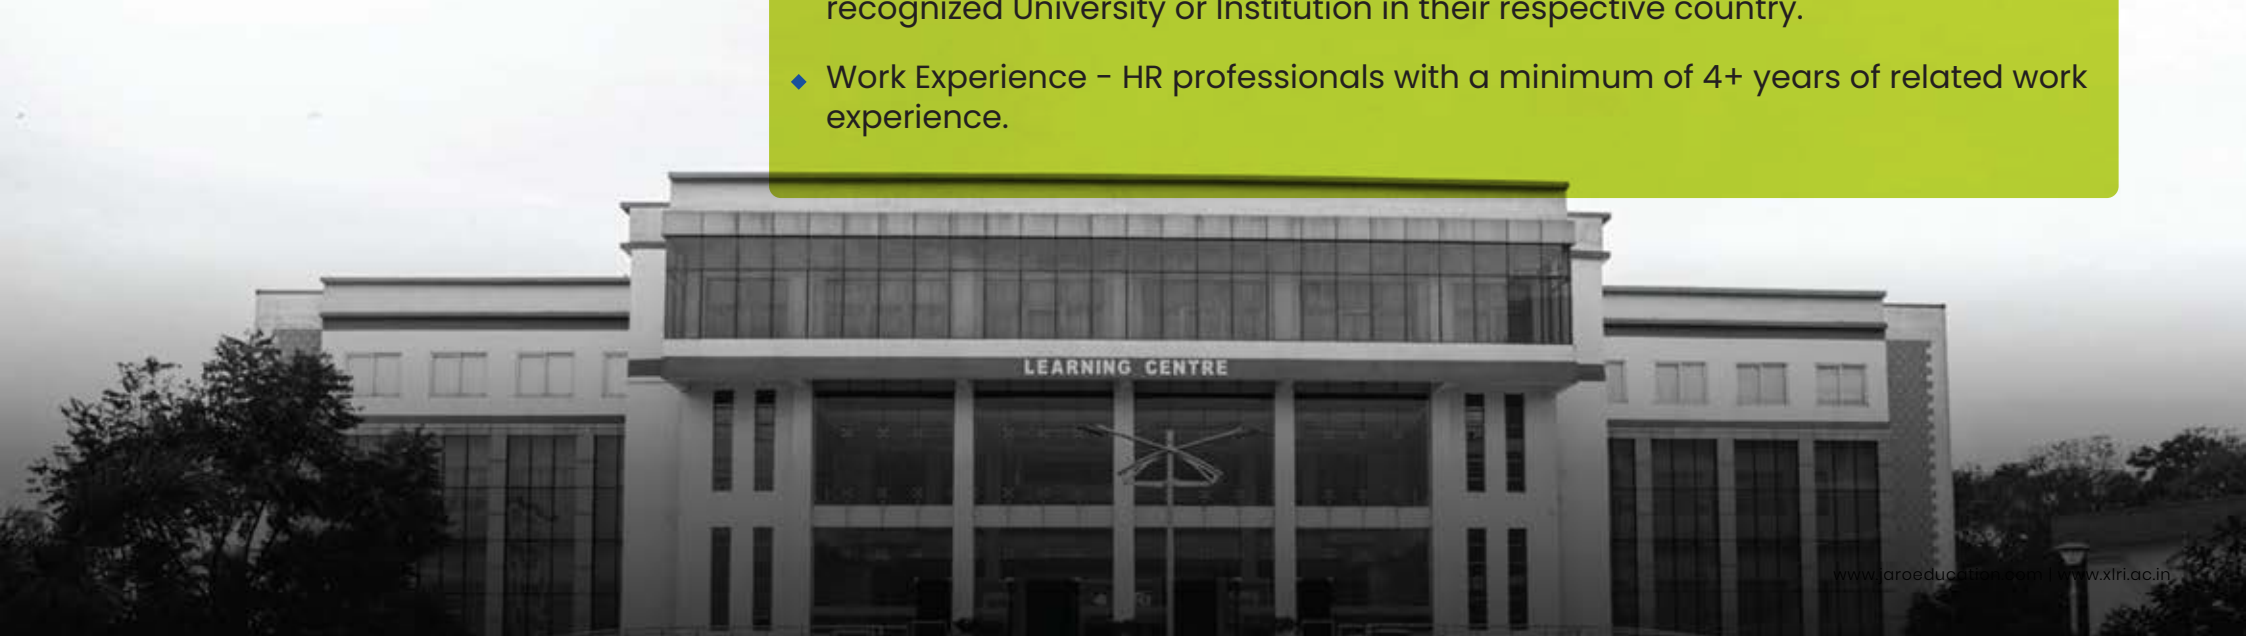 recognized University or Institution in their respective country.
Work Experience - HR professionals with a minimum of 4+ years of related work
experience.
LEARNING CENTRE
www.jaroeducation.com | www.xlri.ac.in